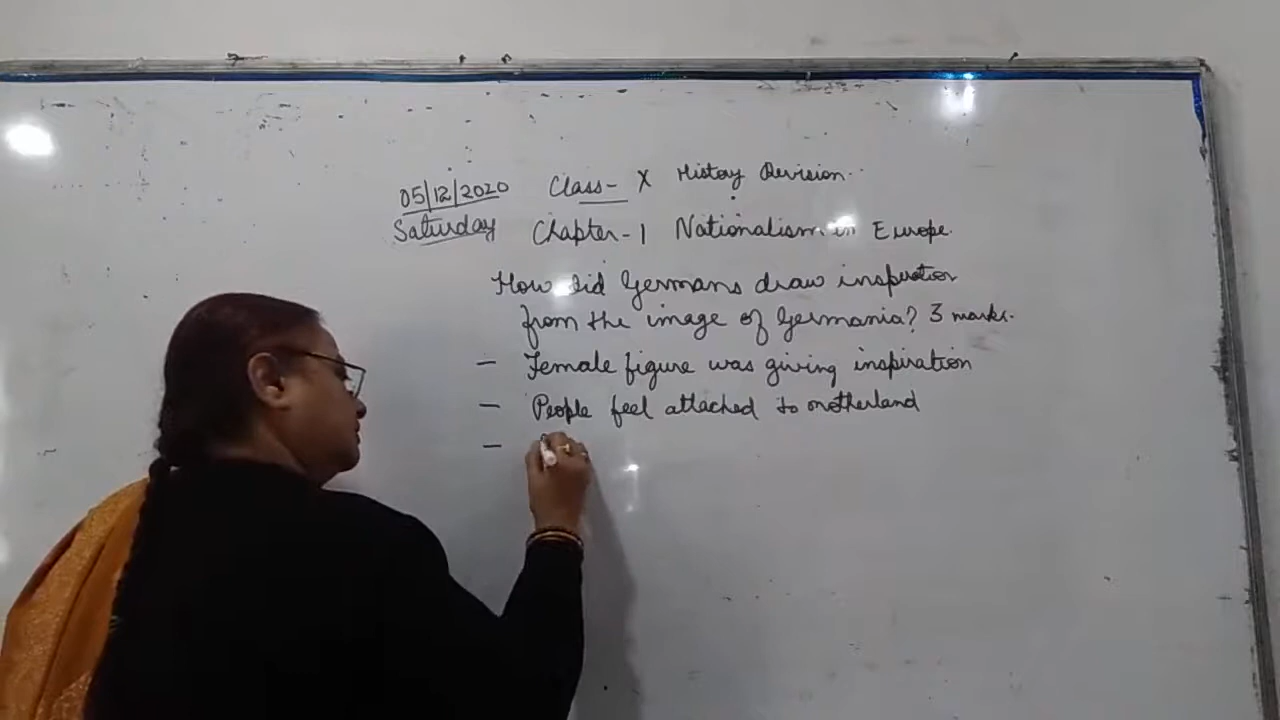 05/12/2020 Class- X History Revision..
Saturday Chapter-1 Nationalism in Europe.
How did Germans draw inspiration
from the image of Germania? 3 marks.
- Female figure was giving inspiration
- People feel attached to motherland
-